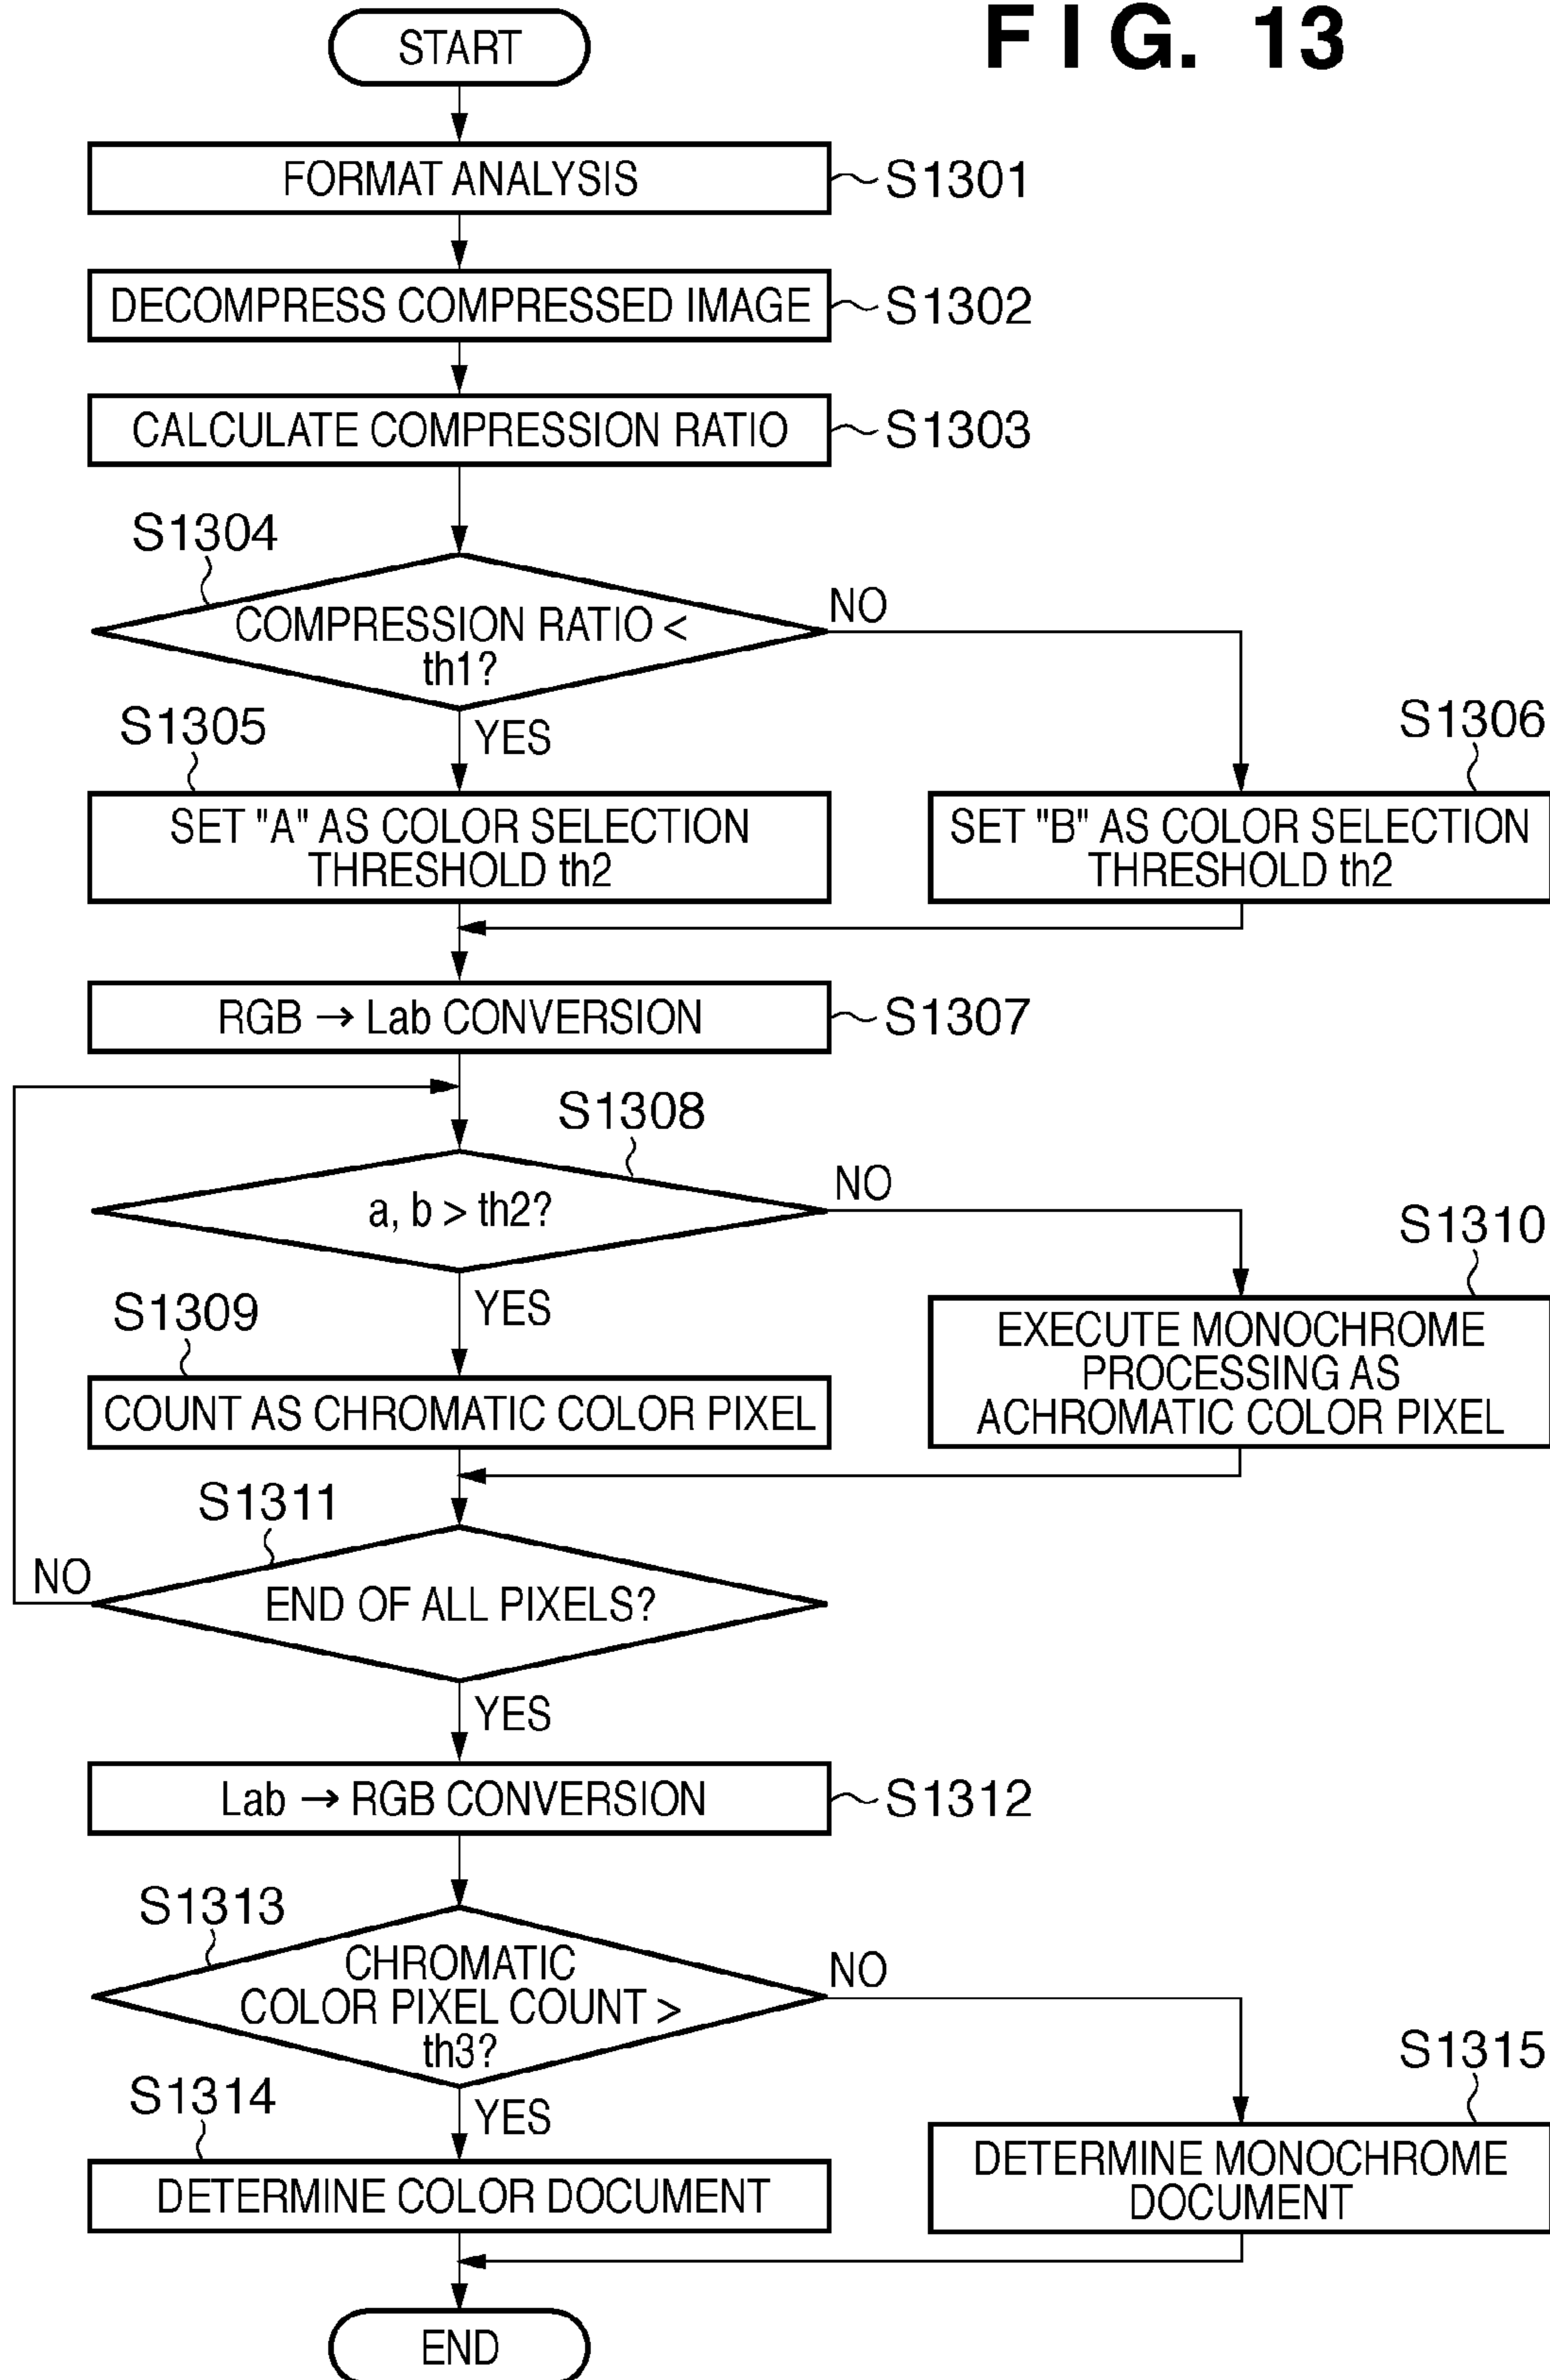 FIG. 13
START
FORMAT ANALYSIS
S1301
DECOMPRESS COMPRESSED IMAGE
S1302
CALCULATE COMPRESSION RATIO
S1303
S1304
COMPRESSION RATIO <
th1?
NO
YES
S1305
SET "A" AS COLOR SELECTION
THRESHOLD th2
S1306
SET "B" AS COLOR SELECTION
THRESHOLD th2
RGB → Lab CONVERSION
S1307
S1308
a, b > th2?
NO
YES
S1309
COUNT AS CHROMATIC COLOR PIXEL
S1310
EXECUTE MONOCHROME
PROCESSING AS
ACHROMATIC COLOR PIXEL
S1311
END OF ALL PIXELS?
NO
YES
Lab → RGB CONVERSION
S1312
S1313
CHROMATIC
COLOR PIXEL COUNT >
th3?
NO
YES
S1314
DETERMINE COLOR DOCUMENT
S1315
DETERMINE MONOCHROME
DOCUMENT
END